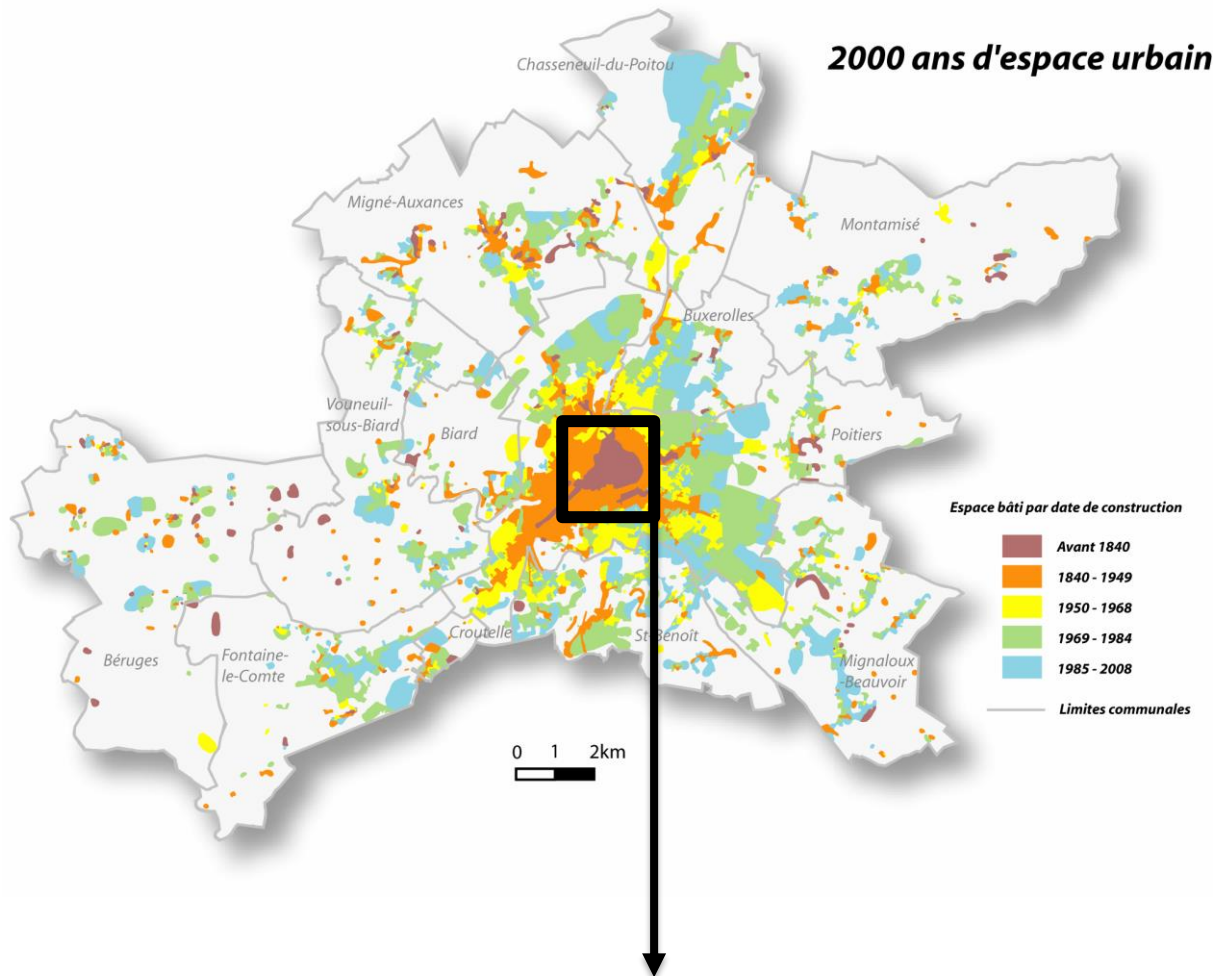 2000 ans d'espace urbain
Chasseneuil-du-Poitou
Migné-Auxances
Montamisé
Buxerolles
Vouneuil-
sous-Biard
Biard
Poitiers
Espace bâti par date de construction
Avant 1840
1840 - 1949
1950 - 1968
1969 - 1984
1985 - 2008
Limites communales
Croutelle
St-Benoît
Béruges
Fontaine-
le-Comte
Mignaloux
-Beauvoir
0 1 2km